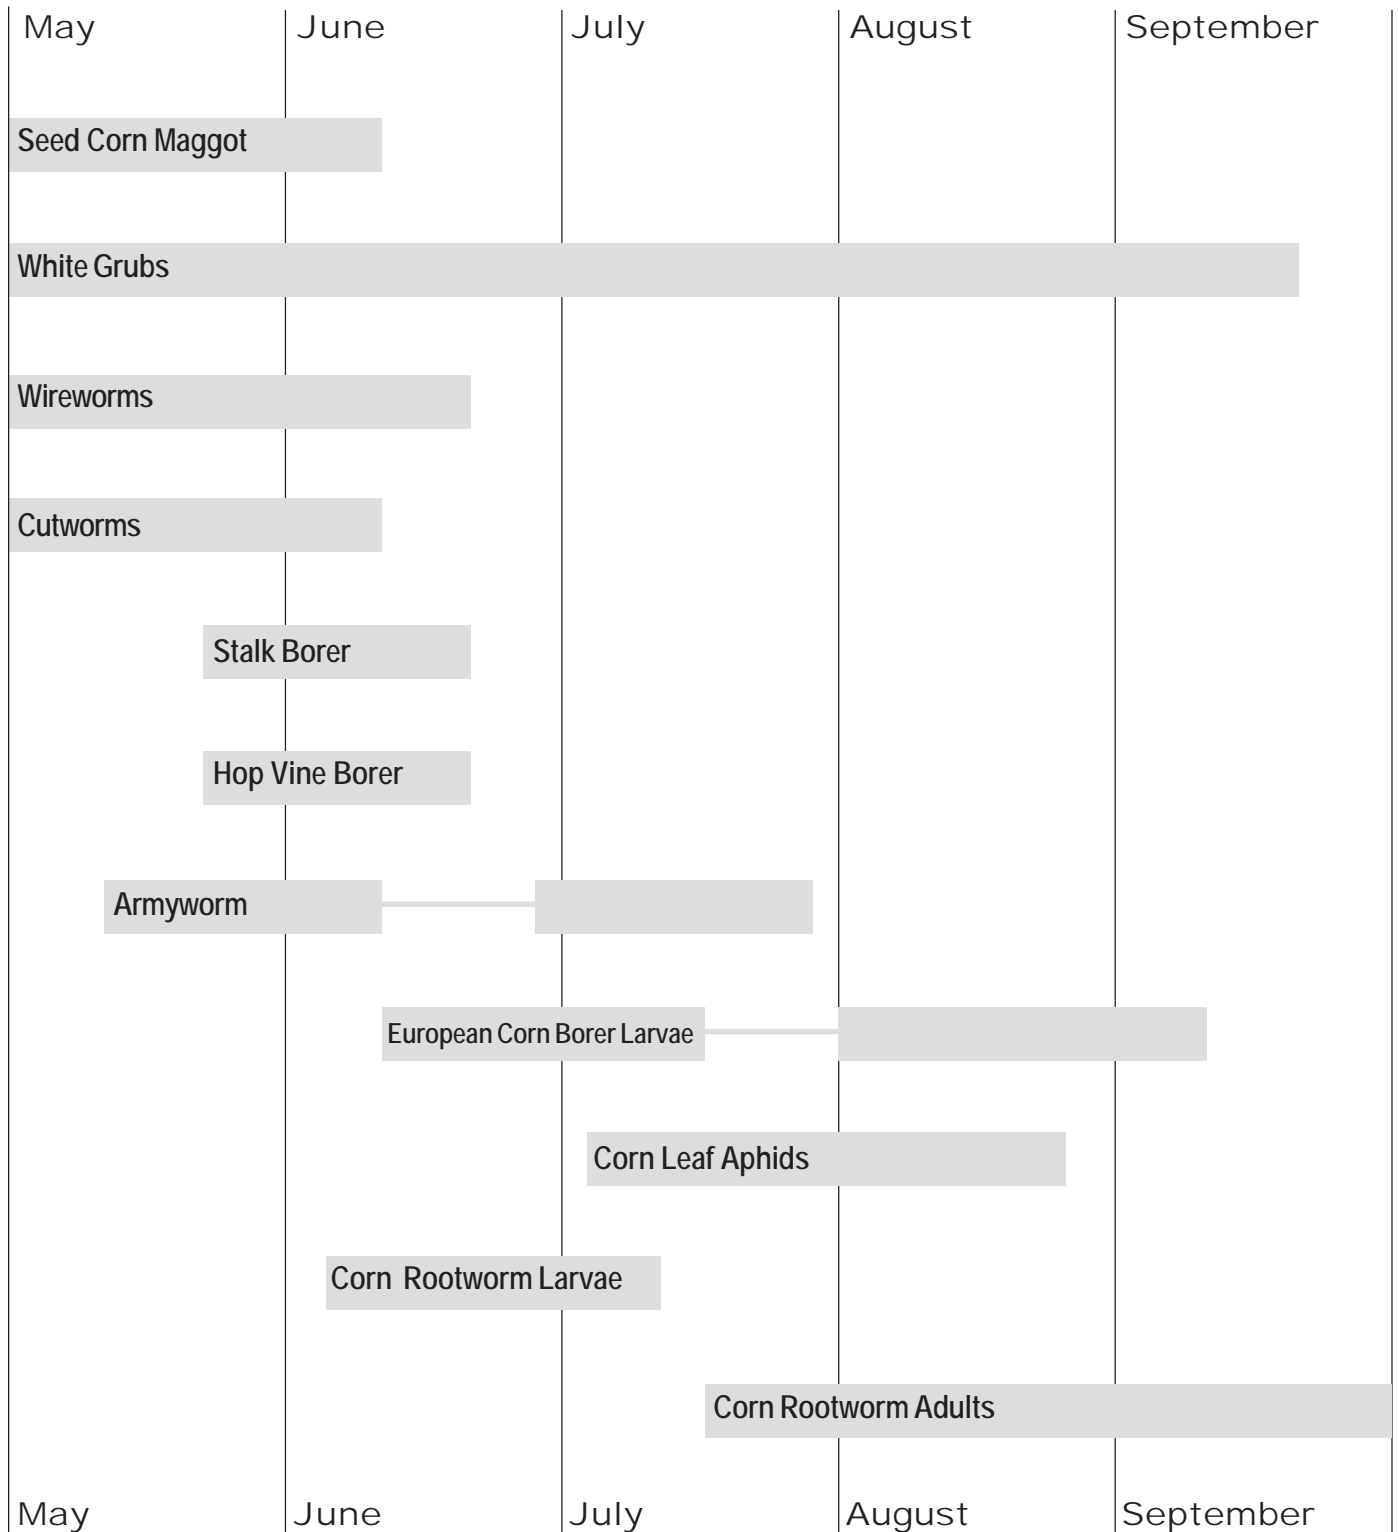 May June July August September
Seed Corn Maggot
White Grubs
Wireworms
Cutworms
Stalk Borer
Hop Vine Borer
Armyworm
European Corn Borer Larvae
Corn Leaf Aphids
Corn Rootworm Larvae
Corn Rootworm Adults
May June July August September